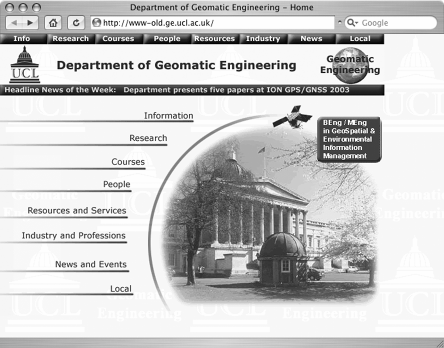 Department of Geomatic Engineering - Home
http://www-old.ge.ucl.ac.uk/
Google
Info Research Courses People Resources Industry News Local
UCL
Department of Geomatic Engineering
Geomatic
Engineering
Headline News of the Week: Department presents five papers at ION GPS/GNSS 2003
Information
BEng / MEng
in GeoSpatial &
Environmental
Information
Management
Research
Courses
People
Resources and Services
Industry and Professions
News and Events
Local